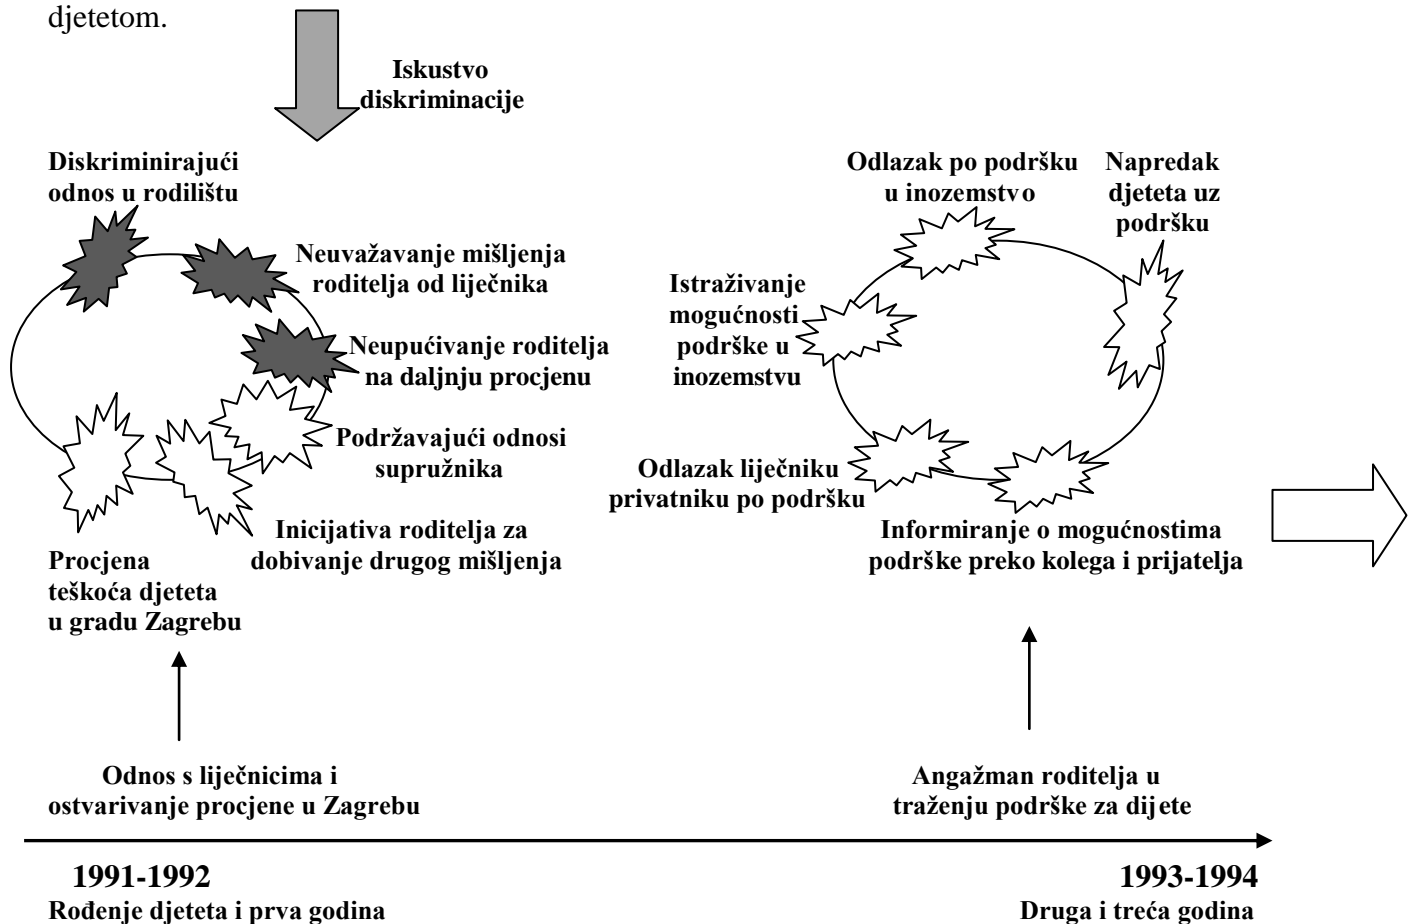 djetetom.
Iskustvo
diskriminacije
Diskriminirajući
odnos u rodilištu
Neuvažavanje mišljenja
roditelja od liječnika
Neupućivanje roditelja
na daljnju procjenu
Podržavajući odnosi
supružnika
Inicijativa roditelja za
dobivanje drugog mišljenja
Procjena
teškoća djeteta
u gradu Zagrebu
Odlazak po podršku
u inozemstvo
Napredak
djeteta uz
podršku
Istraživanje
mogućnosti
podrške u
inozemstvu
Odlazak liječniku
privatniku po podršku
Informiranje o mogućnostima
podrške preko kolega i prijatelja
Odnos s liječnicima i
ostvarivanje procjene u Zagrebu
Angažman roditelja u
traženju podrške za dijete
1991-1992
Rođenje djeteta i prva godina
1993-1994
Druga i treća godina